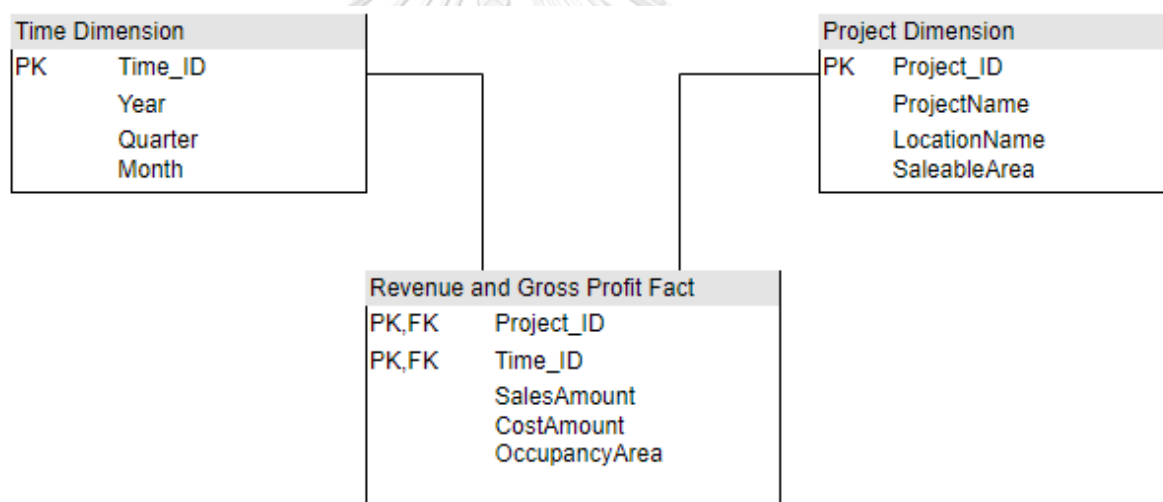 Time Dimension
PK Time_ID
Year
Quarter
Month
Project Dimension
PK Project_ID
ProjectName
LocationName
SaleableArea
Revenue and Gross Profit Fact
PK,FK Project_ID
PK,FK Time_ID
SalesAmount
CostAmount
OccupancyArea